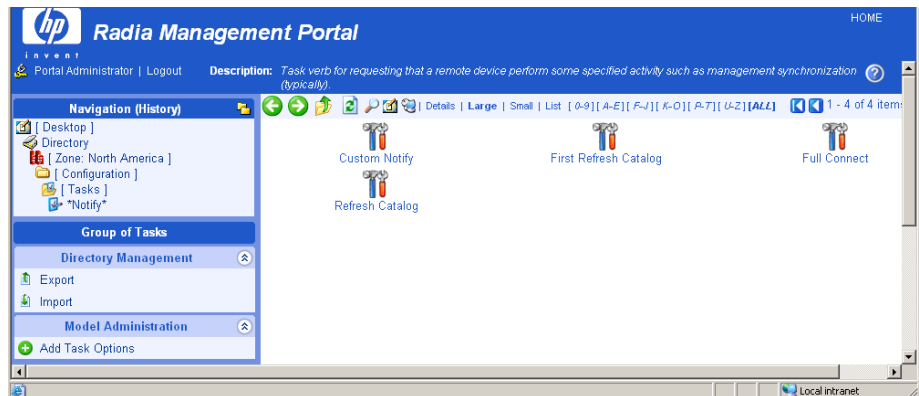 HOME
hp
invent
Radia Management Portal
Portal Administrator | Logout
Description: Task verb for requesting that a remote device perform some specified activity such as management synchronization
(typically).
Navigation (History)
Details | Large | Small | List [ 0-9 ] [ A-E ] [ F-J ] [ K-O ] [ P-T ] [ U-Z ] [ALL] 1 - 4 of 4 items
[ Desktop ]
Directory
[ Zone: North America ]
[ Configuration ]
[ Tasks ]
*Notify*
Custom Notify
First Refresh Catalog
Full Connect
Refresh Catalog
Group of Tasks
Directory Management
Export
Import
Model Administration
Add Task Options
Local intranet